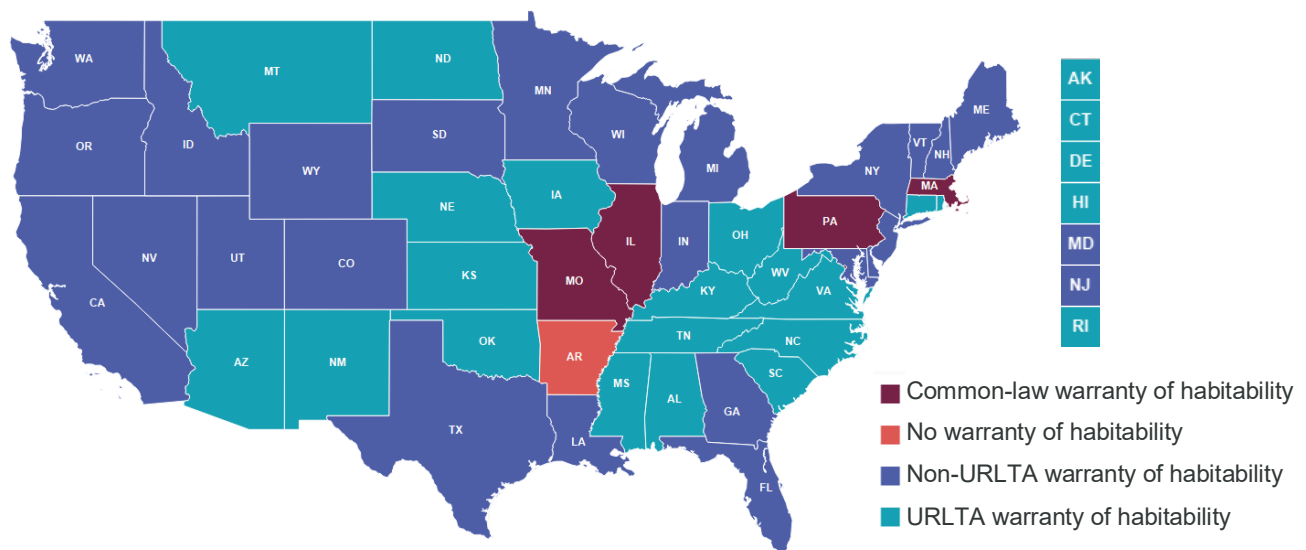 WA
MT
ND
MN
ME
AK
CT
DE
HI
MD
NJ
RI
OR
ID
SD
WI
VT
NH
WY
MI
NY
MA
IA
NE
PA
NV
UT
CO
IL
IN
OH
KS
MO
WV
KY
VA
CA
TN
NC
AZ
NM
OK
AR
SC
MS
AL
GA
TX
LA
FL
Common-law warranty of habitability
No warranty of habitability
Non-URLTA warranty of habitability
URLTA warranty of habitability